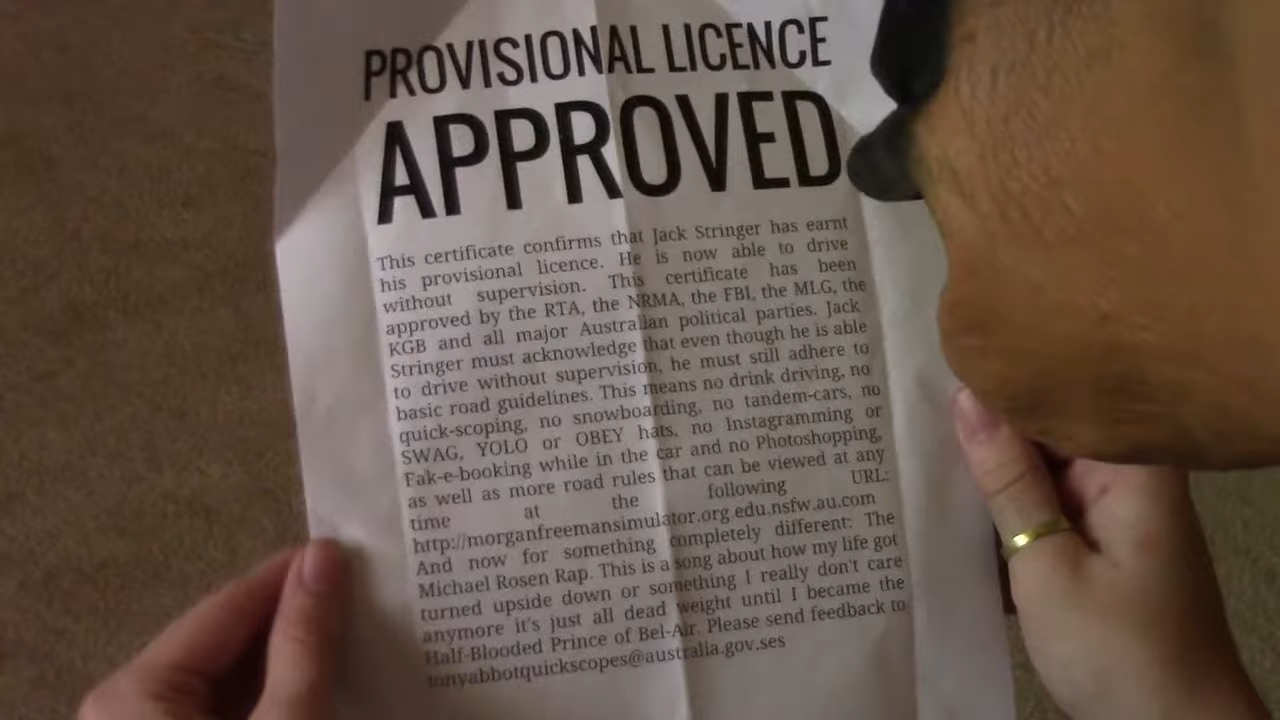 PROVISIONAL LICENCE
APPROVED
This certificate confirms that Jack Stringer has earnt
his provisional licence. He is now able to drive
without supervision. This certificate has been
approved by the RTA, the NRMA, the FBI, the MLG, the
KGB and all major Australian political parties. Jack
Stringer must acknowledge that even though he is able
to drive without supervision, he must still adhere to
basic road guidelines. This means no drink driving, no
quick-scoping, no snowboarding, no tandem-cars, no
SWAG, YOLO or OBEY hats, no Instagramming or
Fak-e-booking while in the car and no Photoshopping,
as well as more road rules that can be viewed at any
time at the following URL:
http://morganfreemansimulator.org.edu.nsfw.au.com
And now for something completely different: The
Michael Rosen Rap. This is a song about how my life got
turned upside down or something I really don't care
anymore it's just all dead weight until I became the
Half-Blooded Prince of Bel-Air. Please send feedback to
tonyabbotquickscopes@australia.gov.ses